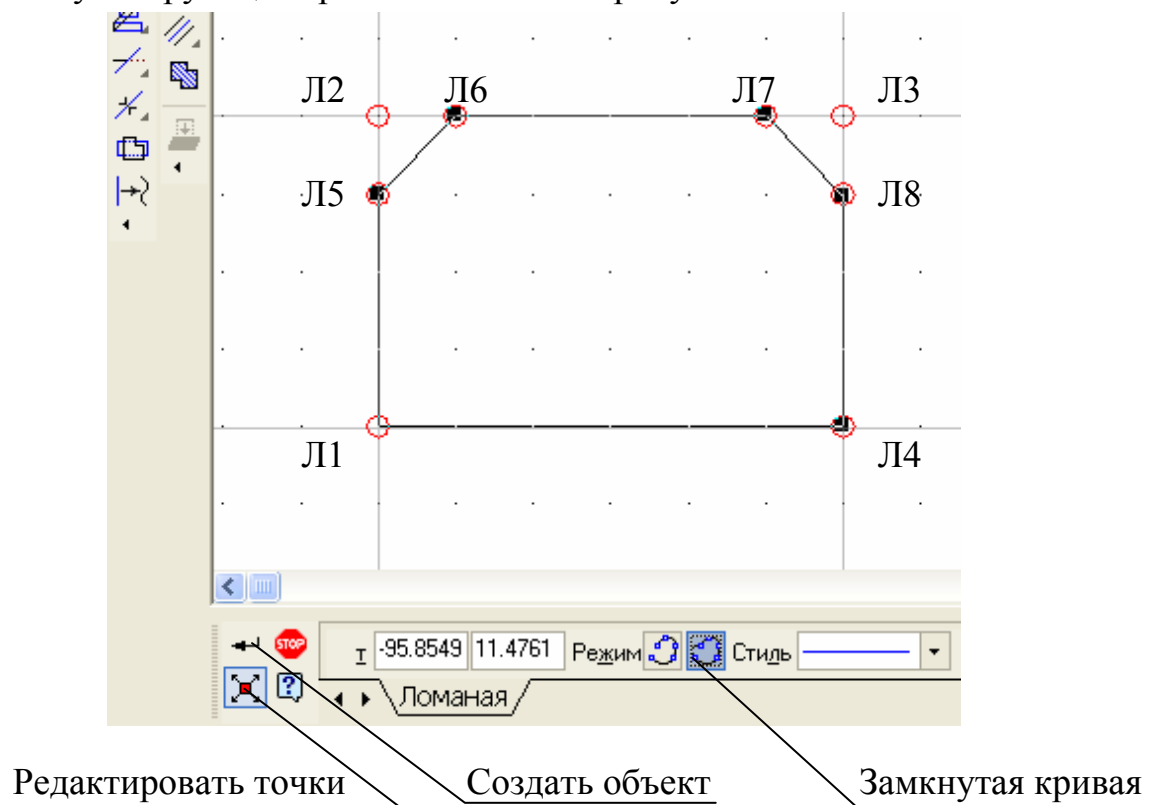 Л2 Л6 Л7 Л3
Л5 Л8
Л1 Л4
STOP т -95.8549 11.4761 Режим Стиль
? Ломаная
Редактировать точки Создать объект Замкнутая кривая